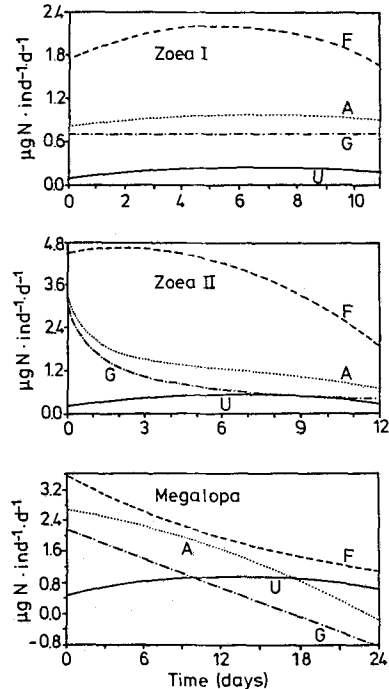 2.4
1.8
1.2
0.6
0.0
μgN · ind⁻¹· d⁻¹
Zoea I
F
A
G
U
0 2 4 6 8 10
4.8
3.6
2.4
1.2
0.0
μgN · ind⁻¹· d⁻¹
Zoea II
F
A
G
U
0 3 6 9 12
3.2
2.4
1.6
0.8
0.0
-0.8
μgN · ind⁻¹· d⁻¹
Megalopa
F
A
U
G
0 6 12 18 24
Time (days)